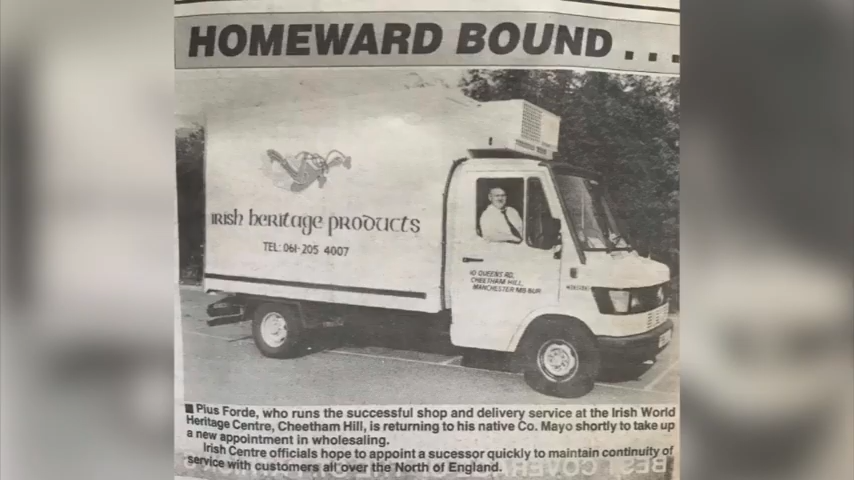 HOMEWARD BOUND . . .
IRISH heRitage pRoducts
TEL: 061-205 4007
10 QUEENS RD,
CHEETHAM HILL,
MANCHESTER M8 8UR
■ Pius Forde, who runs the successful shop and delivery service at the Irish World
Heritage Centre, Cheetham Hill, is returning to his native Co. Mayo shortly to take up
a new appointment in wholesaling.
Irish Centre officials hope to appoint a sucessor quickly to maintain continuity of
service with customers all over the North of England.